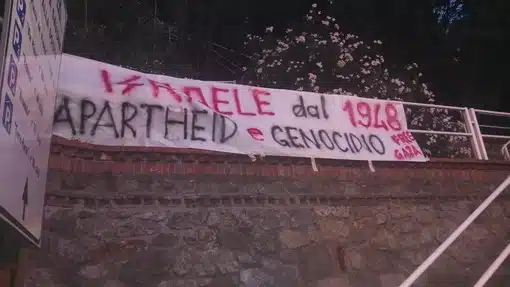 ISRAELE dal 1948
APARTHEID e GENOCIDIO
FREE
GAZA